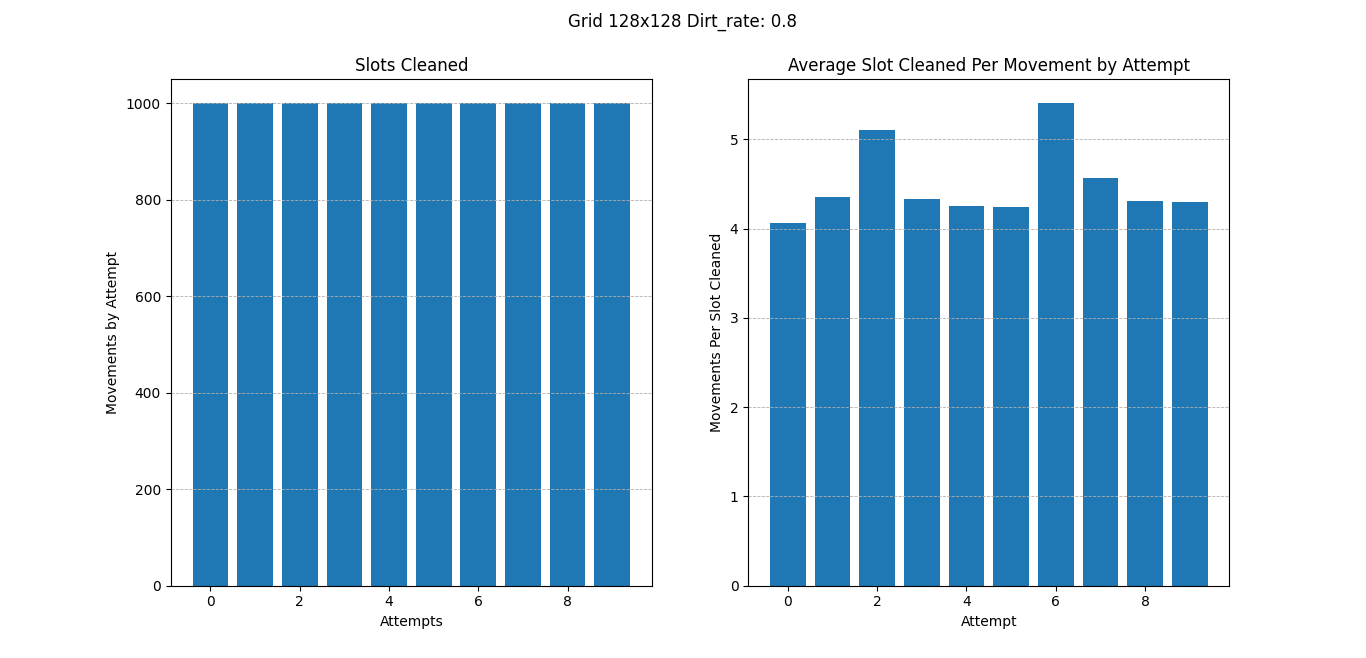 Grid 128x128 Dirt_rate: 0.8
Slots Cleaned
1000
800
600
400
200
0
Movements by Attempt
0 2 4 6 8
Attempts
Average Slot Cleaned Per Movement by Attempt
5
4
3
2
1
0
Movements Per Slot Cleaned
0 2 4 6 8
Attempt